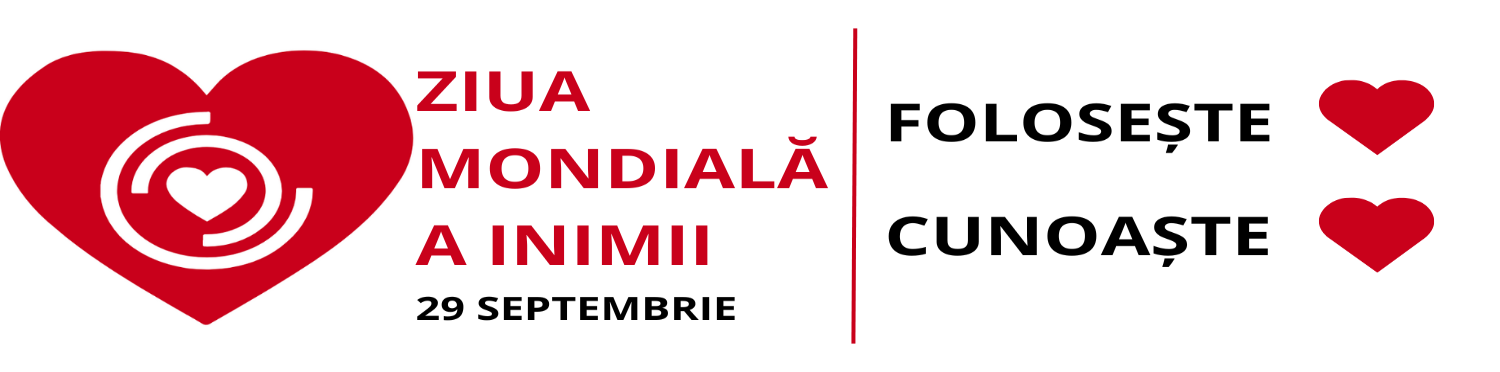 ZIUA
MONDIALĂ
A INIMII
29 SEPTEMBRIE
FOLOSEȘTE
CUNOAȘTE